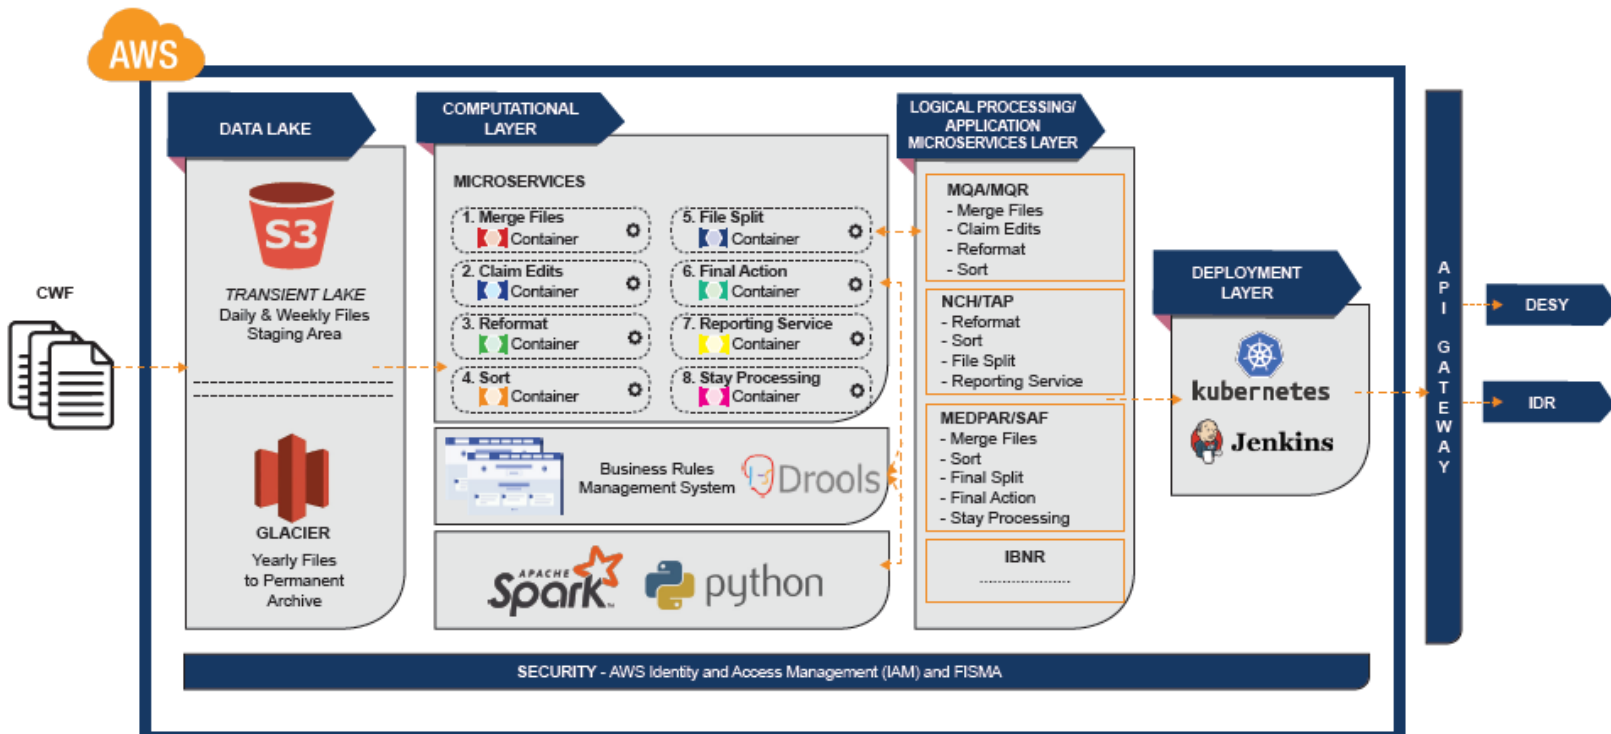 AWS
CWF
DATA LAKE
S3
TRANSIENT LAKE
Daily & Weekly Files
Staging Area
GLACIER
Yearly Files
to Permanent
Archive
COMPUTATIONAL
LAYER
MICROSERVICES
1. Merge Files
Container
2. Claim Edits
Container
3. Reformat
Container
4. Sort
Container
5. File Split
Container
6. Final Action
Container
7. Reporting Service
Container
8. Stay Processing
Container
Business Rules
Management System
Drools
APACHE
Spark™
python
LOGICAL PROCESSING/
APPLICATION
MICROSERVICES LAYER
MQA/MQR
- Merge Files
- Claim Edits
- Reformat
- Sort
NCH/TAP
- Reformat
- Sort
- File Split
- Reporting Service
MEDPAR/SAF
- Merge Files
- Sort
- Final Split
- Final Action
- Stay Processing
IBNR
....................
DEPLOYMENT
LAYER
kubernetes
Jenkins
API GATEWAY
DESY
IDR
SECURITY - AWS Identity and Access Management (IAM) and FISMA